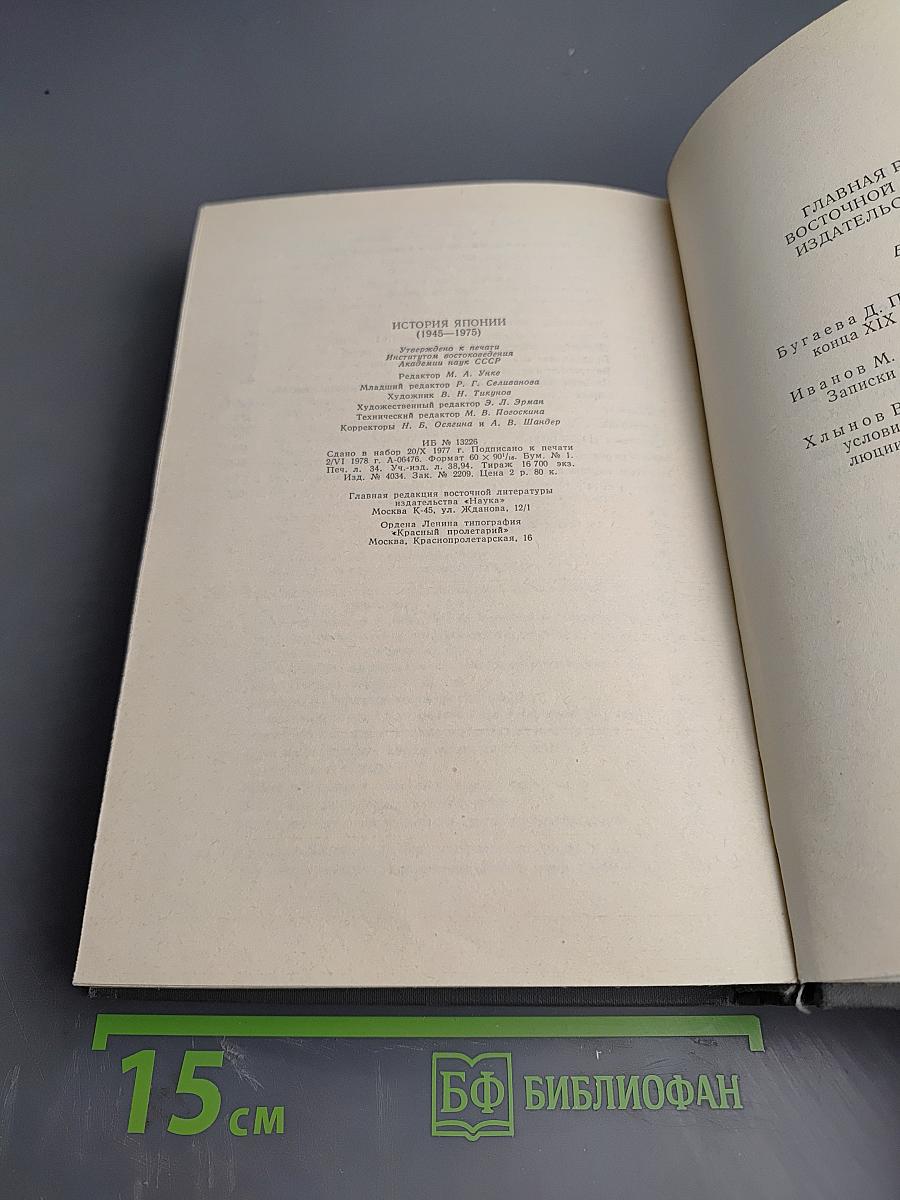 ИСТОРИЯ ЯПОНИИ
(1945—1975)
Утверждено к печати
Институтом востоковедения
Академии наук СССР
Редактор М. А. Унке
Младший редактор Р. Г. Селиванова
Художник В. Н. Тикунов
Художественный редактор Э. Л. Эрман
Технический редактор М. В. Погоскина
Корректоры Н. Б. Осягина и А. В. Шандер
ИБ № 13226
Сдано в набор 20/X 1977 г. Подписано к печати
2/VI 1978 г. А-06476. Формат 60 × 90¹/₁₆. Бум. № 1.
Печ. л. 34. Уч.-изд. л. 38,94. Тираж 16 700 экз.
Изд. № 4034. Зак. № 2209. Цена 2 р. 80 к.
Главная редакция восточной литературы
издательства «Наука»
Москва К-45, ул. Жданова, 12/1
Ордена Ленина типография
«Красный пролетарий»
Москва, Краснопролетарская, 16
ГЛАВНАЯ
ВОСТОЧНОЙ
Бугаева Д. П
конца XIX
Иванов М.
Записки
Хлынов
услови
люции
15 см
БФ БИБЛИОФАН